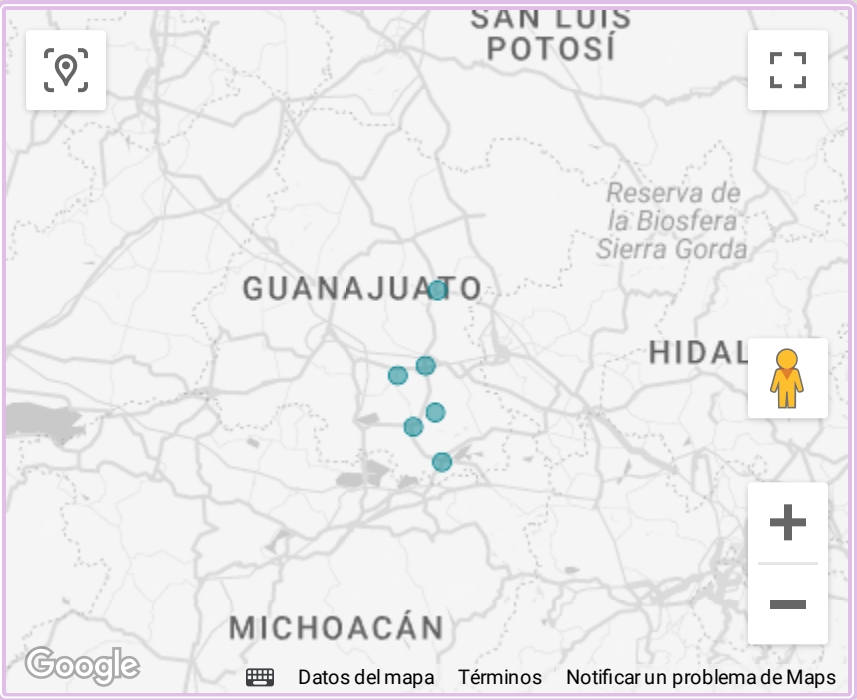 SAN LUIS
POTOSÍ
Reserva de
la Biosfera
Sierra Gorda
GUANAJUATO
HIDAL
MICHOACÁN
Google
Datos del mapa
Términos
Notificar un problema de Maps